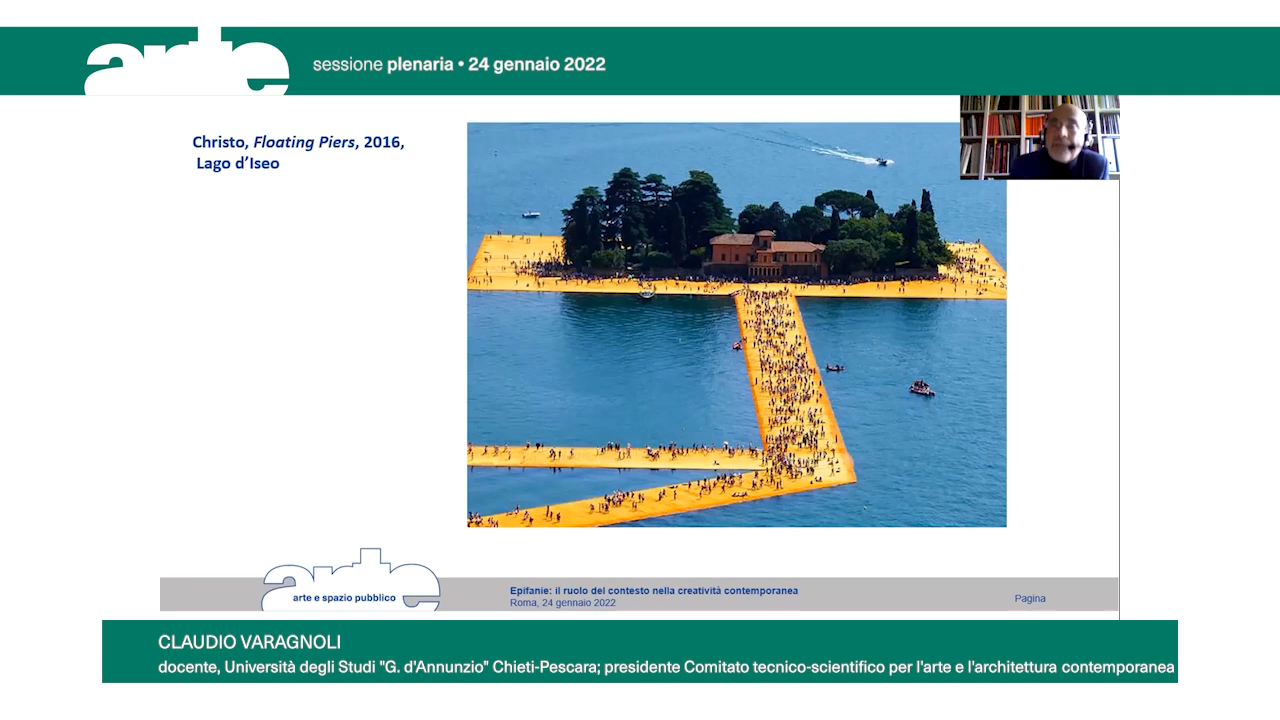 arte
sessione plenaria • 24 gennaio 2022
Christo, Floating Piers, 2016,
Lago d'Iseo
arte
arte e spazio pubblico
Epifanie: il ruolo del contesto nella creatività contemporanea
Roma, 24 gennaio 2022
Pagina
CLAUDIO VARAGNOLI
docente, Università degli Studi "G. d'Annunzio" Chieti-Pescara; presidente Comitato tecnico-scientifico per l'arte e l'architettura contemporanea